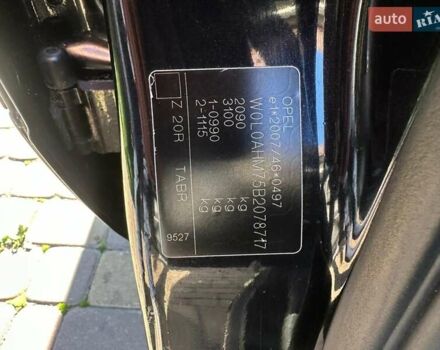 auto RIA
OPEL
e1*2007/46*0497
W0L0AHM75B2078717
2090 kg
3100 kg
1-0990 kg
2-1115 kg
Z 20R TABR
9527